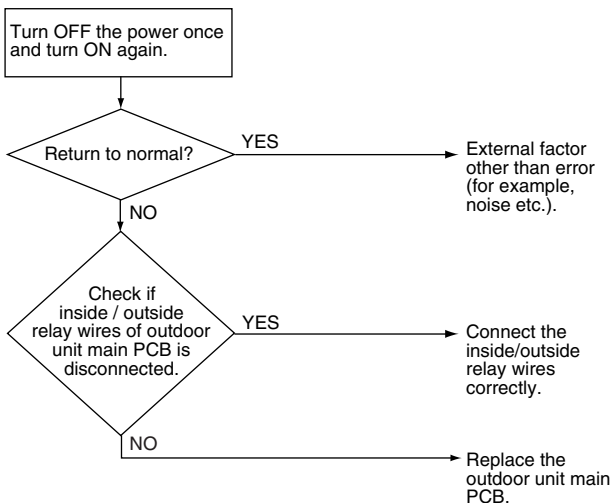 Turn OFF the power once
and turn ON again.
Return to normal?
YES
External factor
other than error
(for example,
noise etc.).
NO
Check if
inside / outside
relay wires of outdoor
unit main PCB is
disconnected.
YES
Connect the
inside/outside
relay wires
correctly.
NO
Replace the
outdoor unit main
PCB.